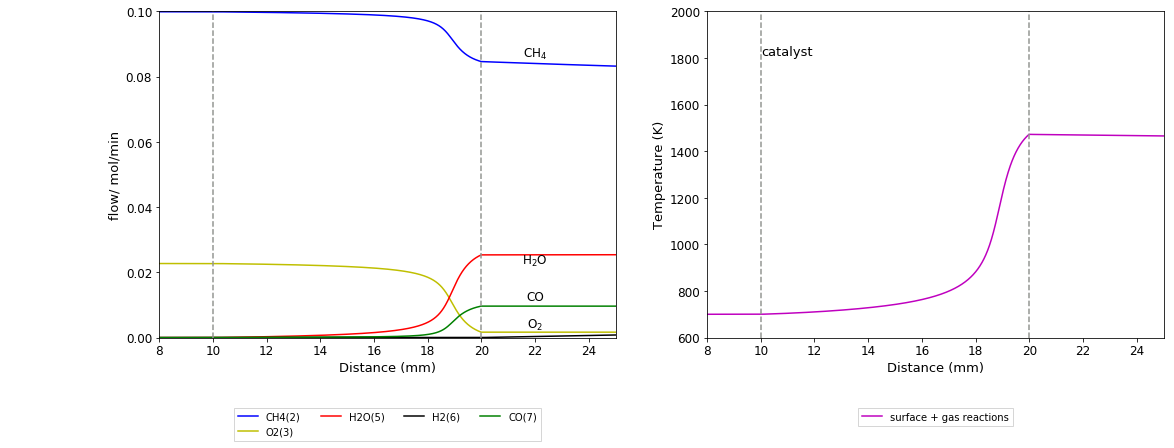 0.10
0.08
0.06
0.04
0.02
0.00
flow/ mol/min
CH4
H2O
CO
O2
8 10 12 14 16 18 20 22 24
Distance (mm)
CH4(2) H2O(5) H2(6) CO(7)
O2(3)
2000
1800
1600
1400
1200
1000
800
600
Temperature (K)
catalyst
8 10 12 14 16 18 20 22 24
Distance (mm)
surface + gas reactions